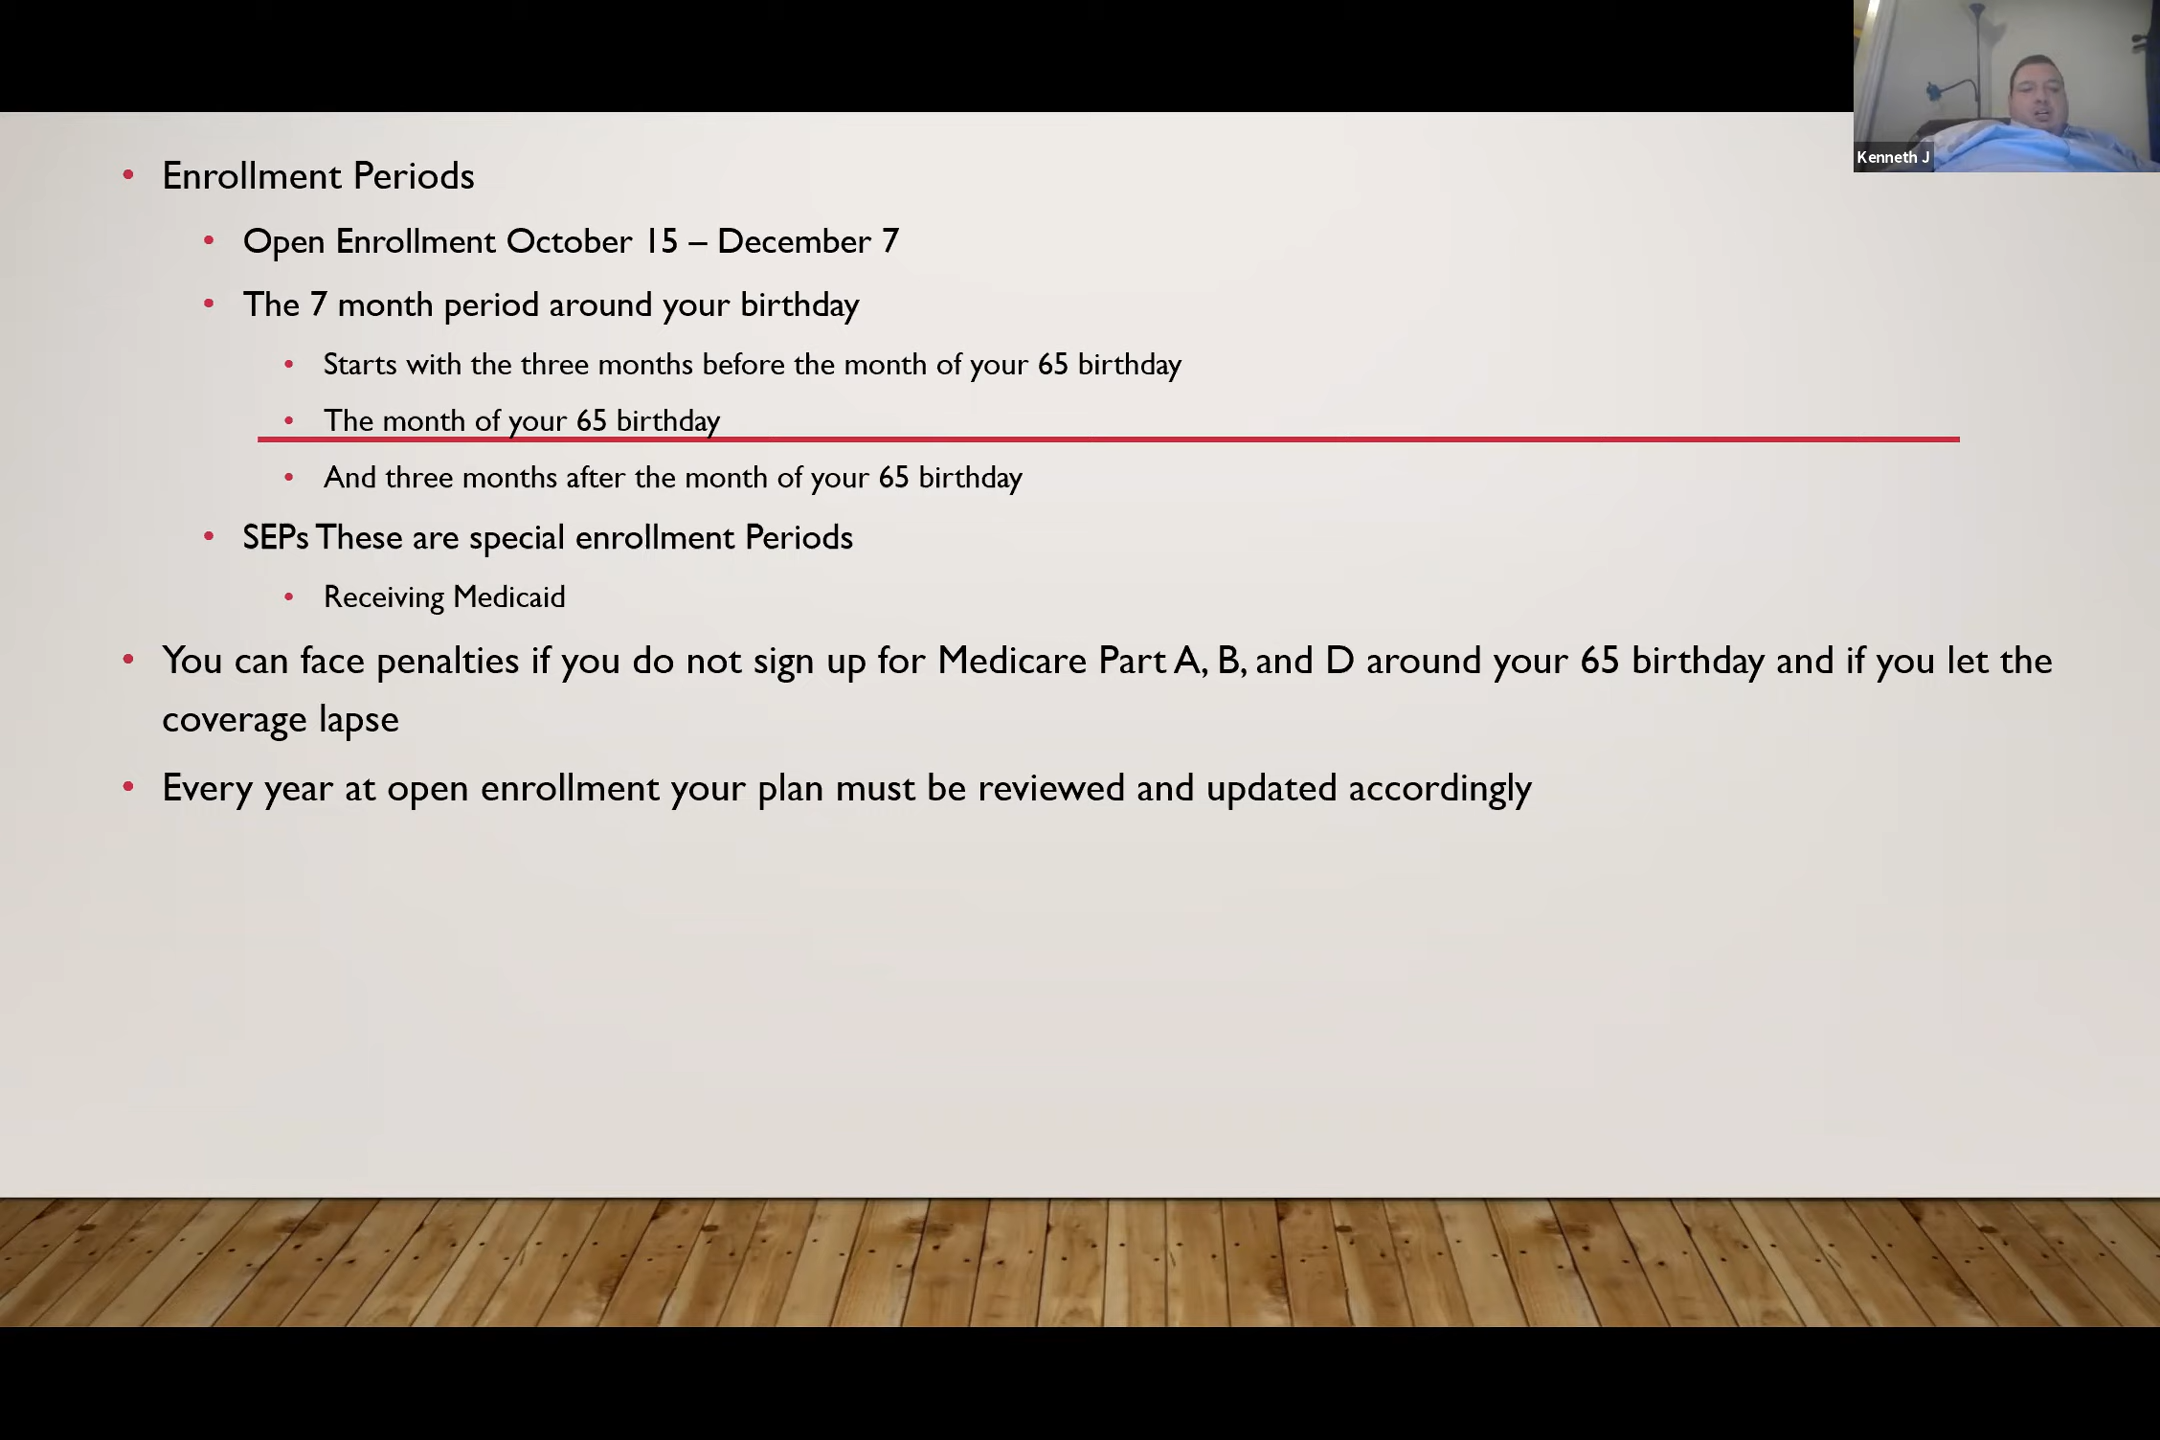 Kenneth J
Enrollment Periods
Open Enrollment October 15 – December 7
The 7 month period around your birthday
Starts with the three months before the month of your 65 birthday
The month of your 65 birthday
And three months after the month of your 65 birthday
SEPs These are special enrollment Periods
Receiving Medicaid
You can face penalties if you do not sign up for Medicare Part A, B, and D around your 65 birthday and if you let the
coverage lapse
Every year at open enrollment your plan must be reviewed and updated accordingly